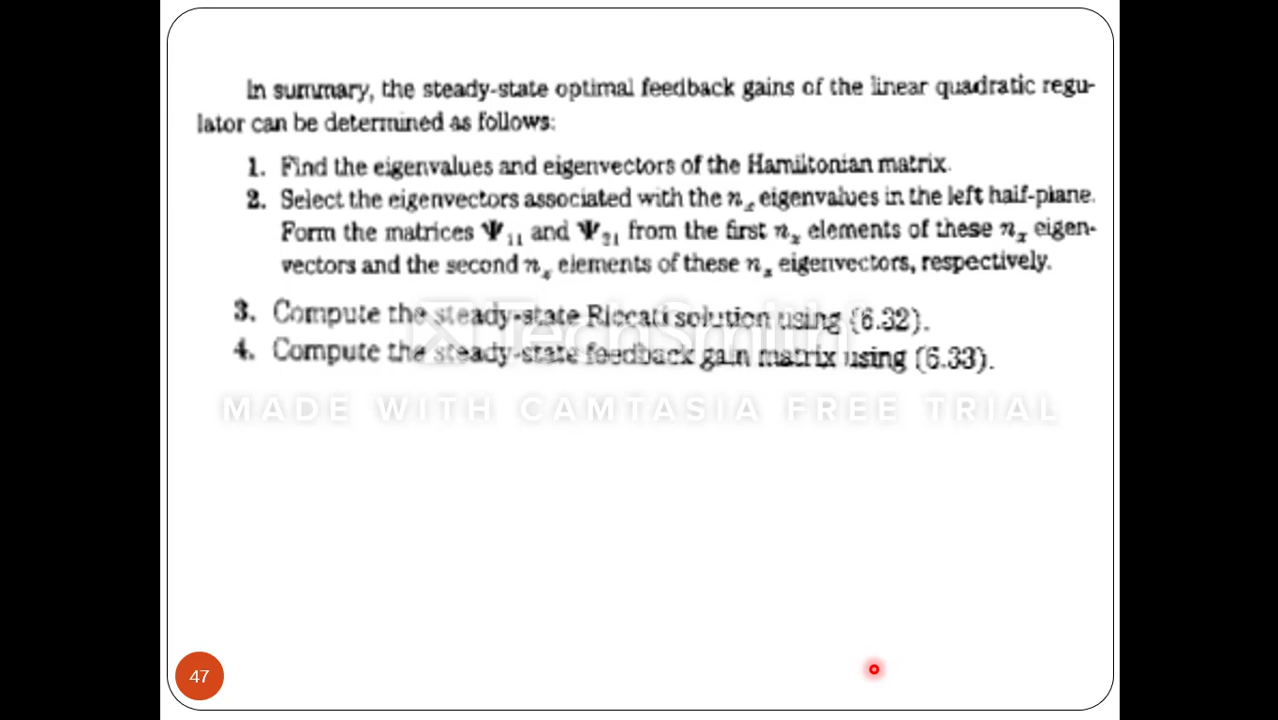 In summary, the steady-state optimal feedback gains of the linear quadratic regu-
lator can be determined as follows:
1. Find the eigenvalues and eigenvectors of the Hamiltonian matrix.
2. Select the eigenvectors associated with the nₓ eigenvalues in the left half-plane.
Form the matrices Ψ₁₁ and Ψ₂₁ from the first nₓ elements of these nₓ eigen-
vectors and the second nₓ elements of these nₓ eigenvectors, respectively.
3. Compute the steady-state Riccati solution using (6.32).
TechSmith
4. Compute the steady-state feedback gain matrix using (6.33).
MADE WITH CAMTASIA FREE TRIAL
47